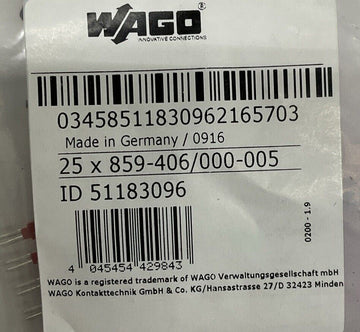 WAGO®
INNOVATIVE CONNECTIONS
03458511830962165703
Made in Germany / 0916
25 x 859-406/000-005
ID 51183096
4 045454 429843
0200 - 1.9
WAGO is a registered trademark of WAGO Verwaltungsgesellschaft mbH
WAGO Kontakttechnik GmbH & Co. KG/Hansastrasse 27/D 32423 Minden